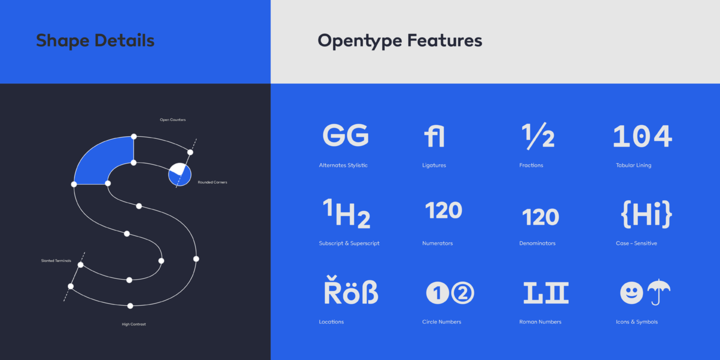 Shape Details
Opentype Features
Open Counters
Rounded Corners
Slanted Terminals
High Contrast
GG
fl
½
104
Alternates Stylistic
Ligatures
Fractions
Tabular Lining
¹H₂
120
120
{Hi}
Subscript & Superscript
Numerators
Denominators
Case - Sensitive
Řöß
❶②
LII
☻☂
Locations
Circle Numbers
Roman Numbers
Icons & Symbols